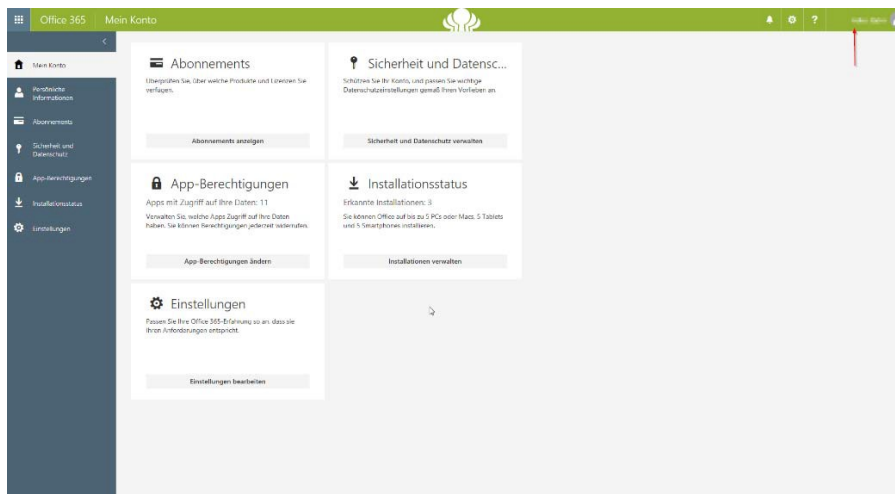 Office 365
Mein Konto
?
Mein Konto
Persönliche
Informationen
Abonnements
Sicherheit und
Datenschutz
App-Berechtigungen
Installationsstatus
Einstellungen
Abonnements
Überprüfen Sie, über welche Produkte und Lizenzen Sie
verfügen.
Abonnements anzeigen
Sicherheit und Datensc...
Schützen Sie Ihr Konto, und passen Sie wichtige
Datenschutzeinstellungen gemäß Ihren Vorlieben an.
Sicherheit und Datenschutz verwalten
App-Berechtigungen
Apps mit Zugriff auf Ihre Daten: 11
Verwalten Sie, welche Apps Zugriff auf Ihre Daten
haben. Sie können Berechtigungen jederzeit widerrufen.
App-Berechtigungen ändern
Installationsstatus
Erkannte Installationen: 3
Sie können Office auf bis zu 5 PCs oder Macs, 5 Tablets
und 5 Smartphones installieren.
Installationen verwalten
Einstellungen
Passen Sie Ihre Office 365-Erfahrung so an, dass sie
Ihren Anforderungen entspricht.
Einstellungen bearbeiten